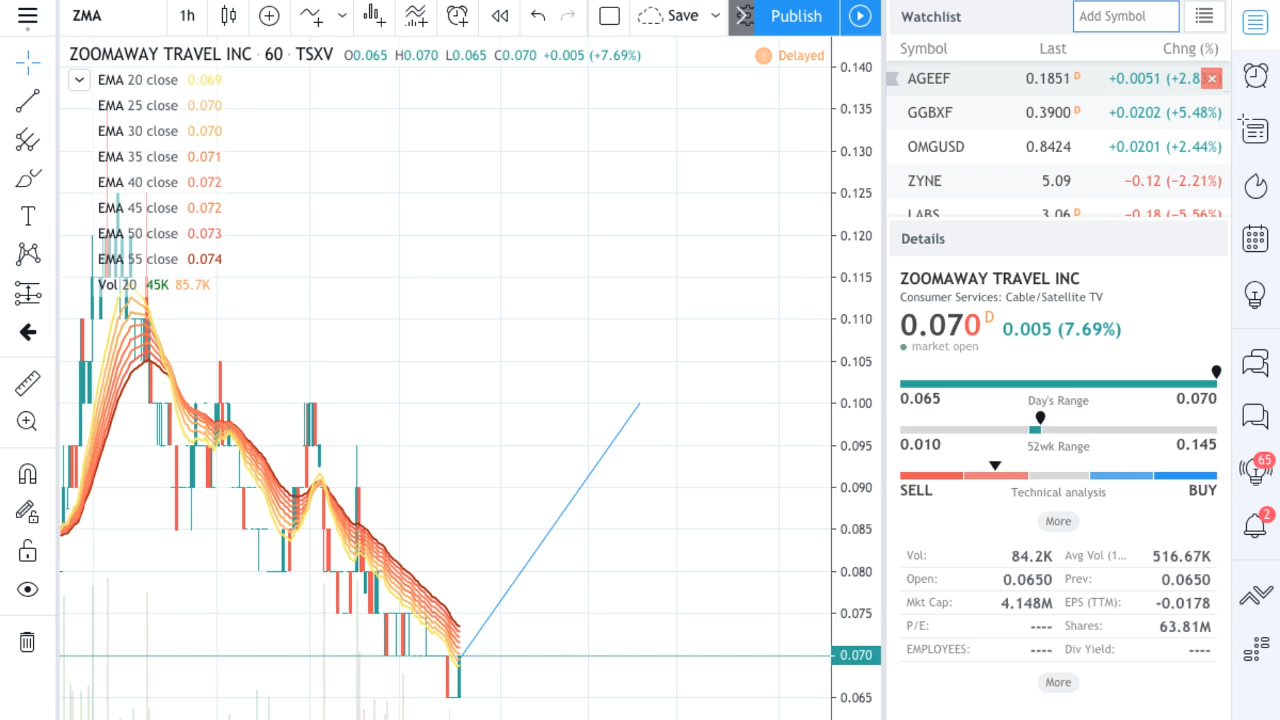 ZMA 1h Save Publish
ZOOMAWAY TRAVEL INC · 60 · TSXV O0.065 H0.070 L0.065 C0.070 +0.005 (+7.69%) Delayed
EMA 20 close 0.069
EMA 25 close 0.070
EMA 30 close 0.070
EMA 35 close 0.071
EMA 40 close 0.072
EMA 45 close 0.072
EMA 50 close 0.073
EMA 55 close 0.074
Vol 20 45K 85.7K
0.140
0.135
0.130
0.125
0.120
0.115
0.110
0.105
0.100
0.095
0.090
0.085
0.080
0.075
0.070
0.065
Watchlist Add Symbol
Symbol Last Chng (%)
AGEEF 0.1851 D +0.0051 (+2.8
GGBXF 0.3900 D +0.0202 (+5.48%)
OMGUSD 0.8424 +0.0201 (+2.44%)
ZYNE 5.09 −0.12 (−2.21%)
LABS 3.06 D −0.18 (−5.56%)
Details
ZOOMAWAY TRAVEL INC
Consumer Services: Cable/Satellite TV
0.070 D 0.005 (7.69%)
market open
0.065 Day's Range 0.070
0.010 52wk Range 0.145
SELL Technical analysis BUY
More
Vol: 84.2K Avg Vol (1... 516.67K
Open: 0.0650 Prev: 0.0650
Mkt Cap: 4.148M EPS (TTM): -0.0178
P/E: ---- Shares: 63.81M
EMPLOYEES: ---- Div Yield: ----
More
65
2